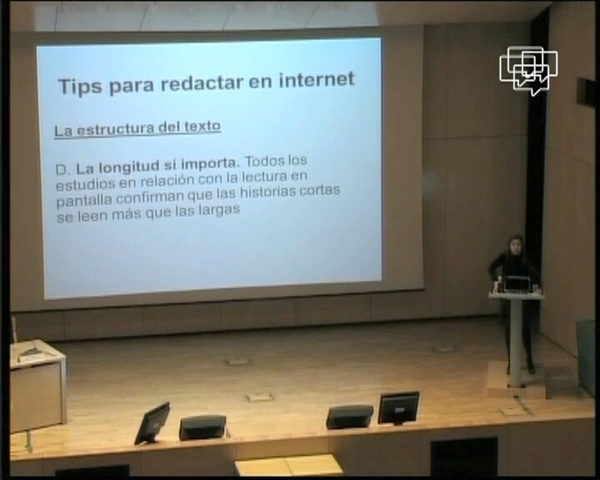 Tips para redactar en internet
La estructura del texto
D. La longitud sí importa. Todos los
estudios en relación con la lectura en
pantalla confirman que las historias cortas
se leen más que las largas